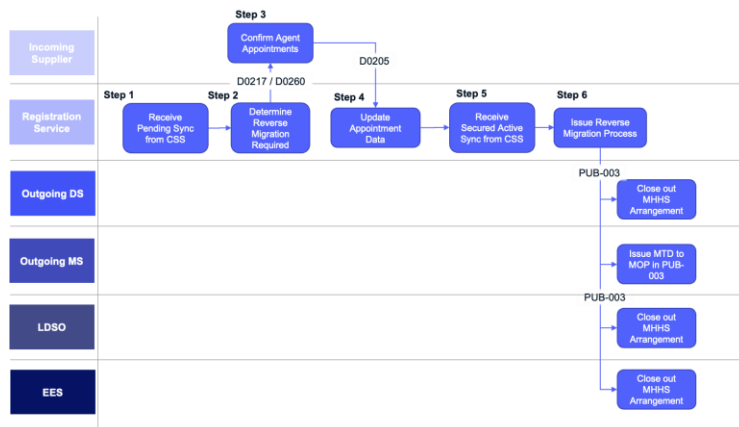 Step 3
Incoming
Supplier
Confirm Agent
Appointments
D0205
D0217 / D0260
Step 1
Step 2
Step 4
Step 5
Step 6
Registration
Service
Receive
Pending Sync
from CSS
Determine
Reverse
Migration
Required
Update
Appointment
Data
Receive
Secured Active
Sync from CSS
Issue Reverse
Migration Process
PUB-003
Outgoing DS
Close out
MHHS
Arrangement
Outgoing MS
Issue MTD to
MOP in PUB-
003
PUB-003
LDSO
Close out
MHHS
Arrangement
EES
Close out
MHHS
Arrangement